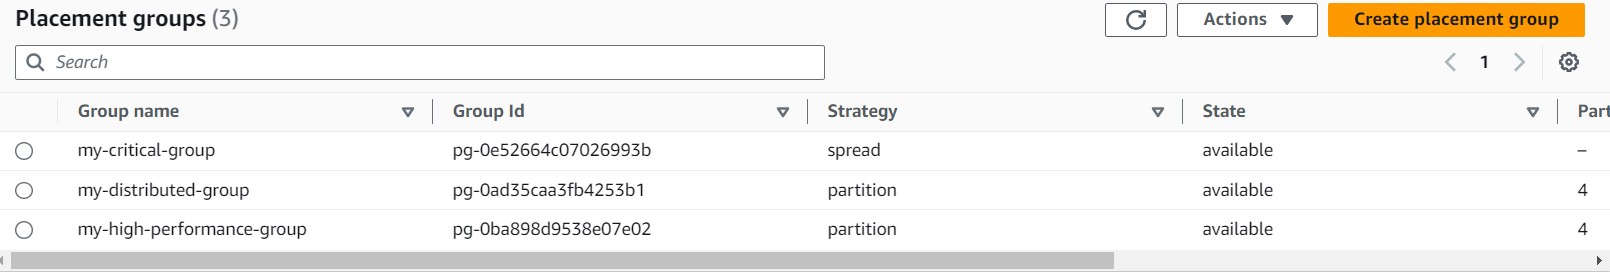 Placement groups (3)
Actions
Create placement group
Search
1
Group name Group Id Strategy State Part
my-critical-group pg-0e52664c07026993b spread available –
my-distributed-group pg-0ad35caa3fb4253b1 partition available 4
my-high-performance-group pg-0ba898d9538e07e02 partition available 4